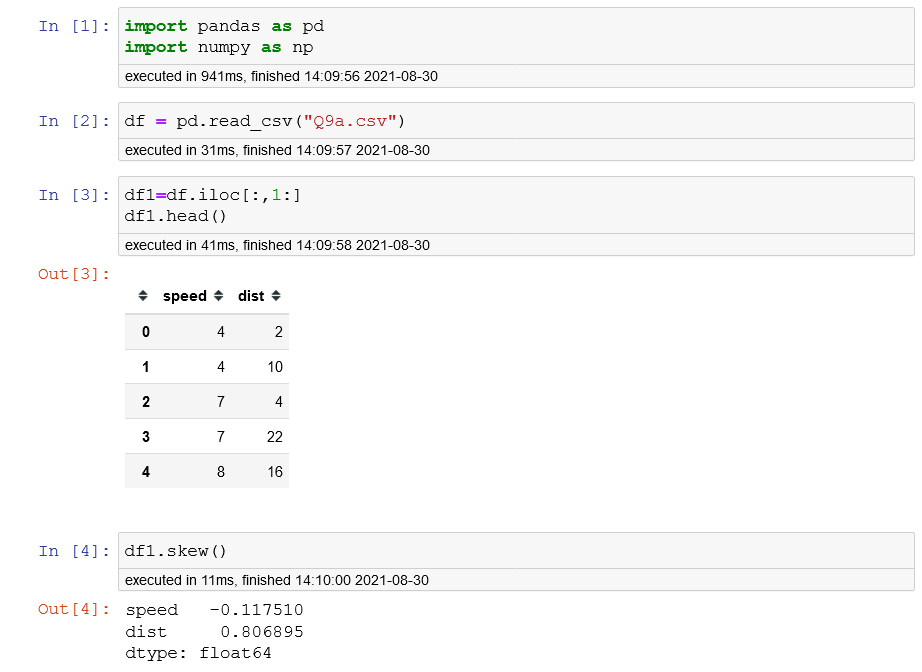 In [1]: import pandas as pd
import numpy as np
executed in 941ms, finished 14:09:56 2021-08-30
In [2]: df = pd.read_csv("Q9a.csv")
executed in 31ms, finished 14:09:57 2021-08-30
In [3]: df1=df.iloc[:,1:]
df1.head()
executed in 41ms, finished 14:09:58 2021-08-30
Out[3]:
speed dist
0 4 2
1 4 10
2 7 4
3 7 22
4 8 16
In [4]: df1.skew()
executed in 11ms, finished 14:10:00 2021-08-30
Out[4]: speed -0.117510
dist 0.806895
dtype: float64